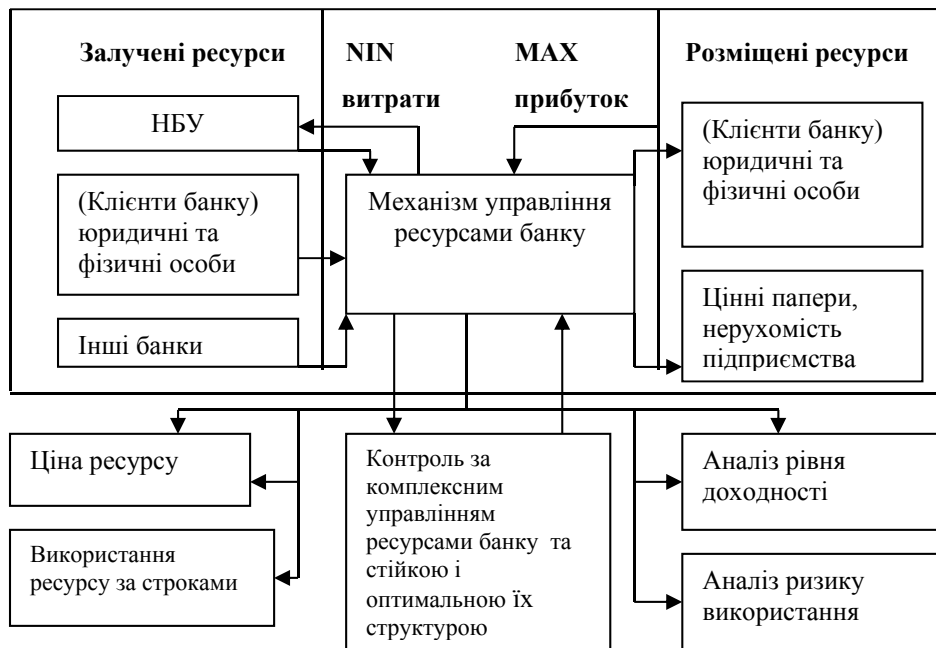 Залучені ресурси
NIN
витрати
MAX
прибуток
Розміщені ресурси
НБУ
(Клієнти банку)
юридичні та
фізичні особи
Інші банки
Механізм управління
ресурсами банку
(Клієнти банку)
юридичні та
фізичні особи
Цінні папери,
нерухомість
підприємства
Ціна ресурсу
Використання
ресурсу за строками
Контроль за
комплексним
управлінням
ресурсами банку та
стійкою і
оптимальною їх
структурою
Аналіз рівня
доходності
Аналіз ризику
використання